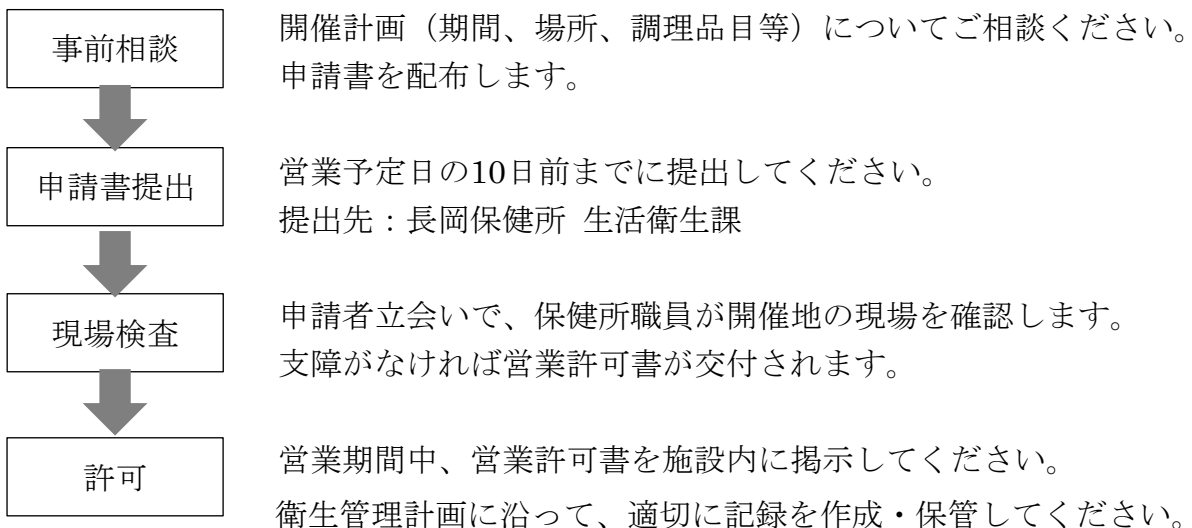 事前相談
開催計画（期間、場所、調理品目等）についてご相談ください。
申請書を配布します。
申請書提出
営業予定日の10日前までに提出してください。
提出先：長岡保健所 生活衛生課
現場検査
申請者立会いで、保健所職員が開催地の現場を確認します。
支障がなければ営業許可書が交付されます。
許可
営業期間中、営業許可書を施設内に掲示してください。
衛生管理計画に沿って、適切に記録を作成・保管してください。